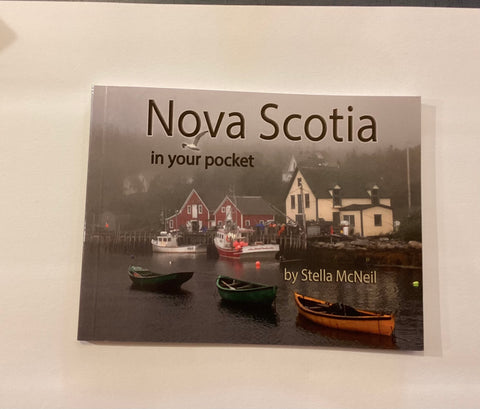 Nova Scotia
in your pocket
by Stella McNeil